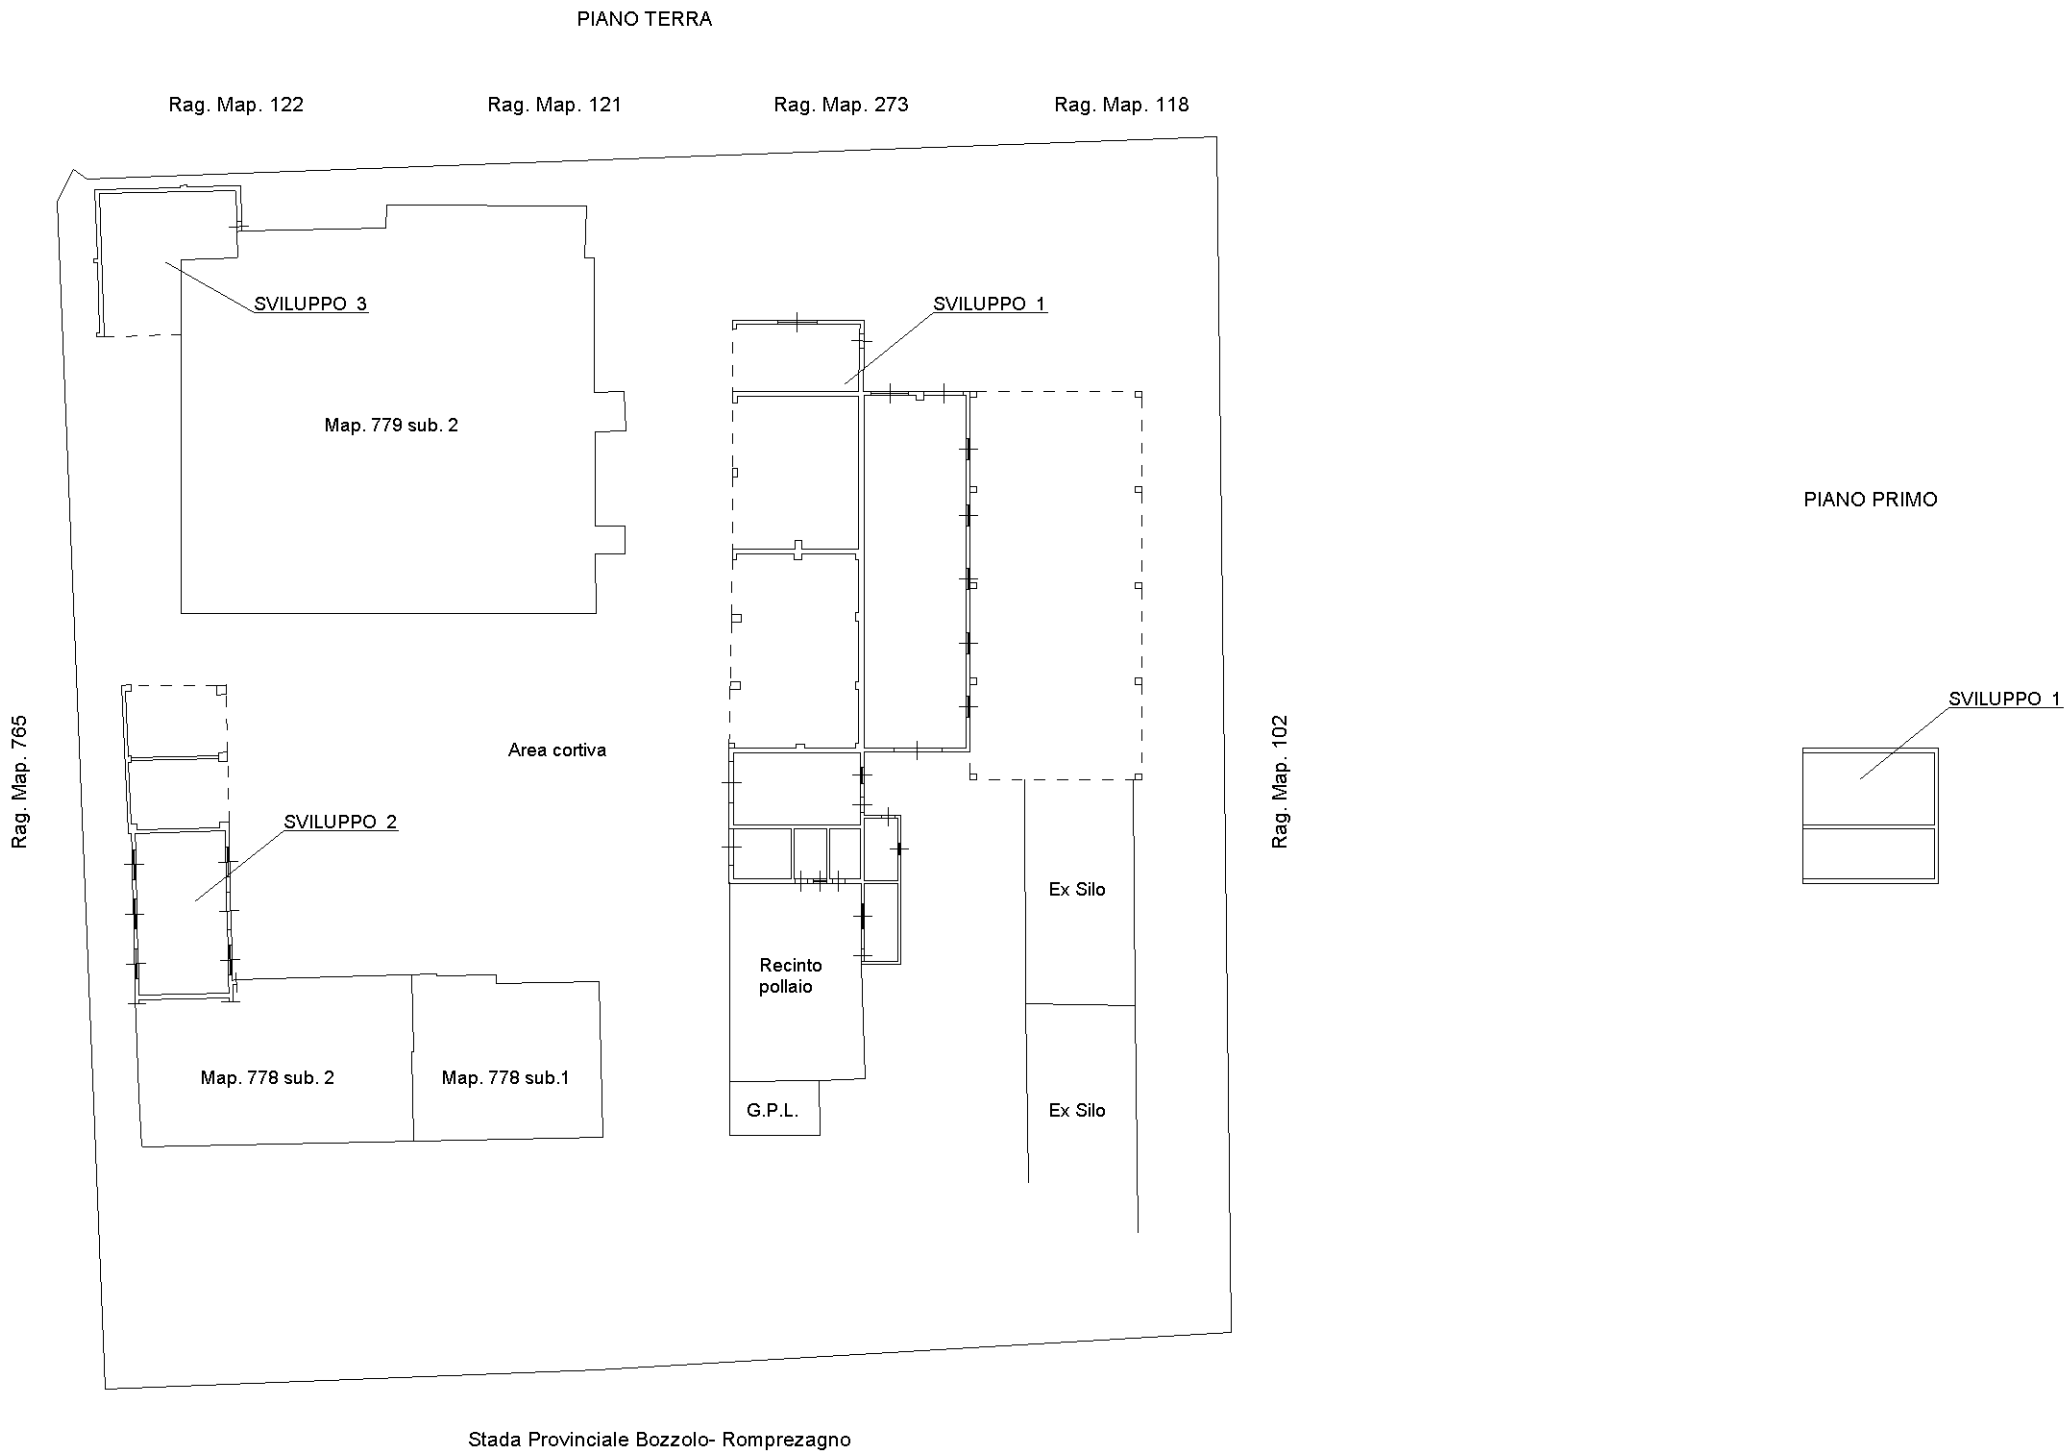 PIANO TERRA
Rag. Map. 122
Rag. Map. 121
Rag. Map. 273
Rag. Map. 118
SVILUPPO 3
SVILUPPO 1
Map. 779 sub. 2
PIANO PRIMO
SVILUPPO 1
Rag. Map. 765
Area cortiva
Rag. Map. 102
SVILUPPO 2
Ex Silo
Recinto
pollaio
Map. 778 sub. 2
Map. 778 sub.1
G.P.L.
Ex Silo
Stada Provinciale Bozzolo- Romprezagno